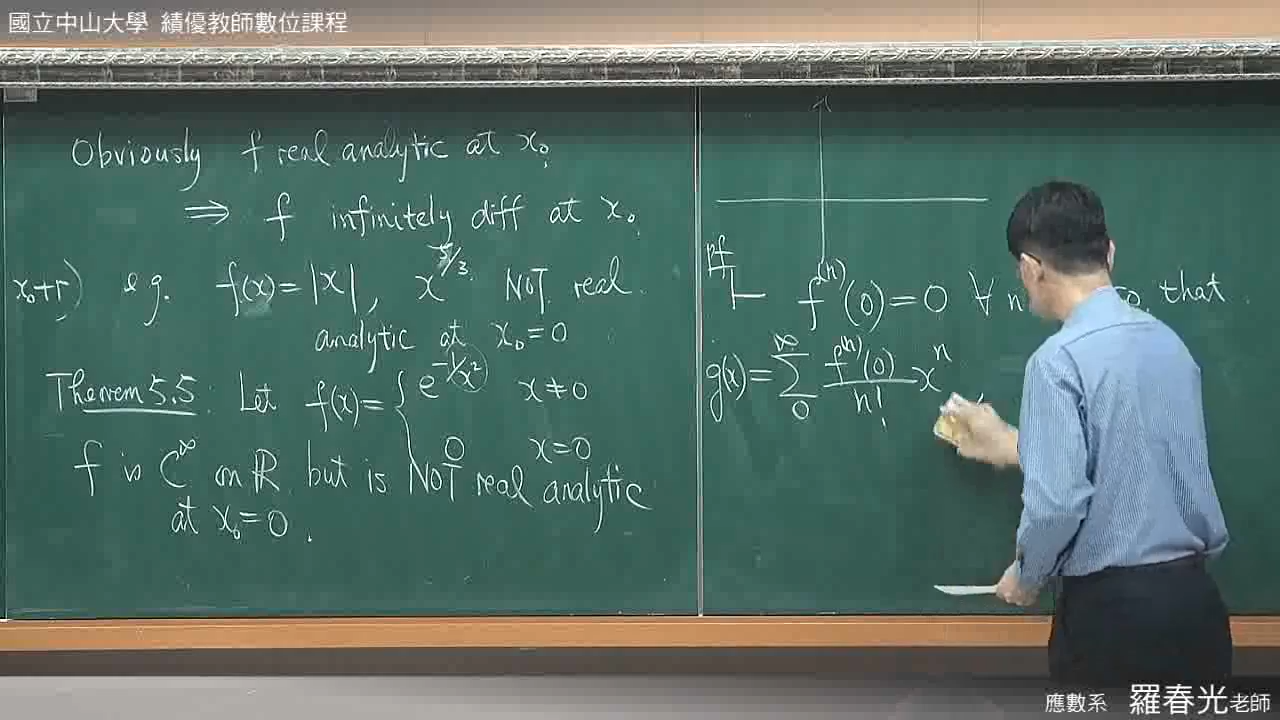 國立中山大學 績優教師數位課程
Obviously f real analytic at x₀.
⇒ f infinitely diff at x₀.
x₀+r) e.g. f(x)=|x|, x^{5/3} NOT real
analytic at x₀=0
Theorem 5.5: Let f(x)= { e^{-1/x²} x≠0
0 x=0
f is C^∞ on ℝ but is NOT real analytic
at x₀=0.
pf
f^{(n)}(0)=0 ∀ n that
g(x)=∑_{0}^{∞} f^{(n)}(0)/n! x^n
應數系 羅春光老師